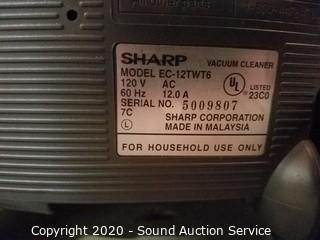 SHARP VACUUM CLEANER
MODEL EC-12TWT6
120 V AC
60 Hz 12.0 A
UL LISTED 23C0
SERIAL NO. 5009807
7C SHARP CORPORATION
L MADE IN MALAYSIA
FOR HOUSEHOLD USE ONLY
Copyright 2020 - Sound Auction Service